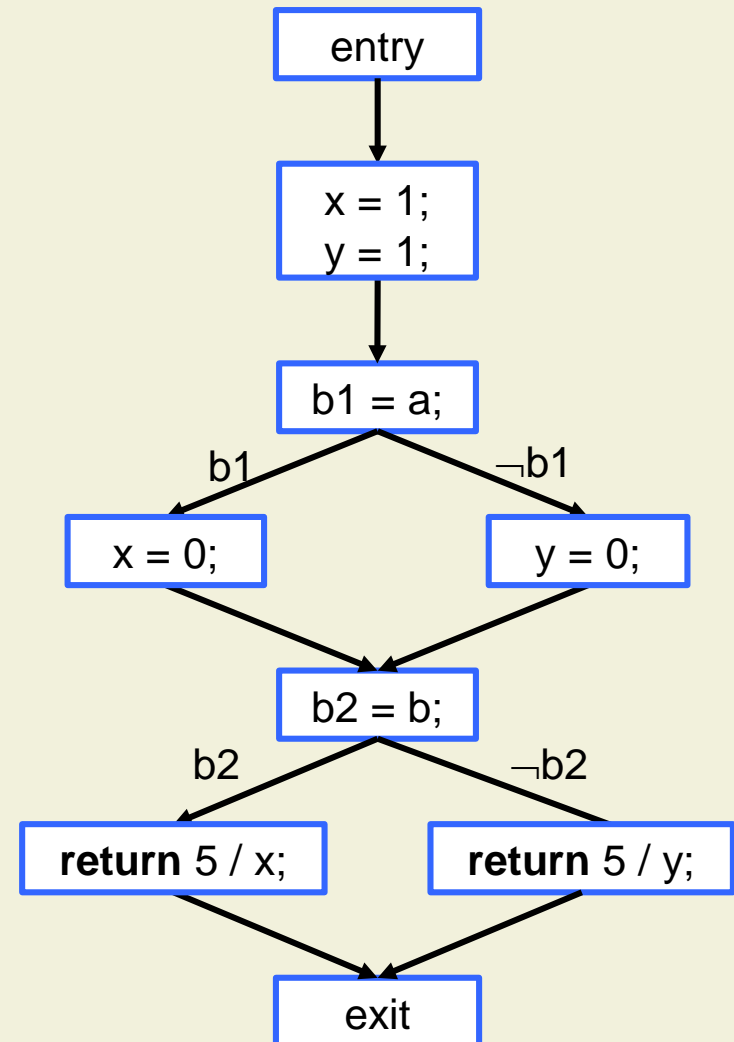 entry
x = 1;
y = 1;
b1 = a;
b1
¬b1
x = 0;
y = 0;
b2 = b;
b2
¬b2
return 5 / x;
return 5 / y;
exit